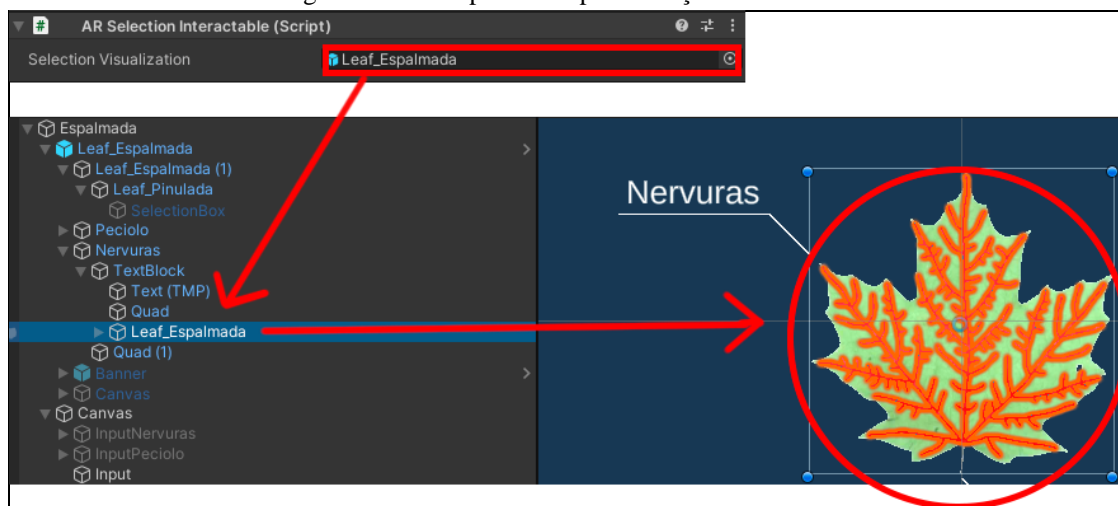 AR Selection Interactable (Script)
Selection Visualization
Leaf_Espalmada
Espalmada
Leaf_Espalmada
Leaf_Espalmada (1)
Leaf_Pinulada
SelectionBox
Peciolo
Nervuras
TextBlock
Text (TMP)
Quad
Leaf_Espalmada
Quad (1)
Banner
Canvas
Canvas
InputNervuras
InputPeciolo
Input
Nervuras